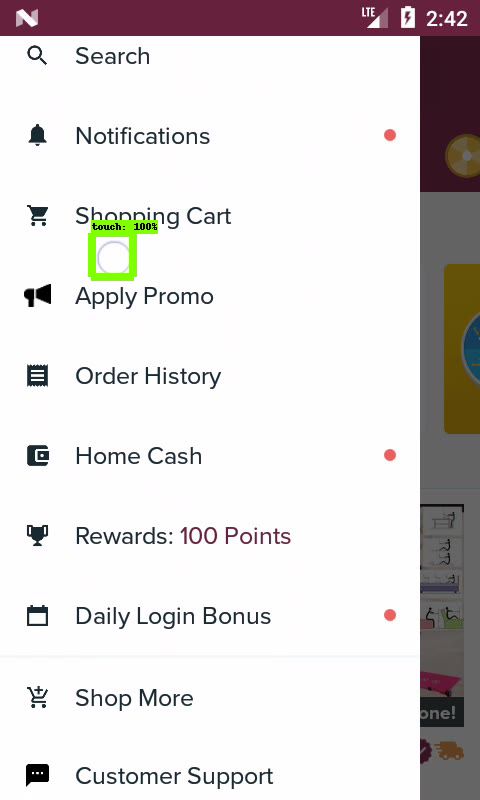 LTE 2:42
Search
Notifications
Shopping Cart
touch: 100%
Apply Promo
Order History
Home Cash
Rewards: 100 Points
Daily Login Bonus
one!
Shop More
Customer Support